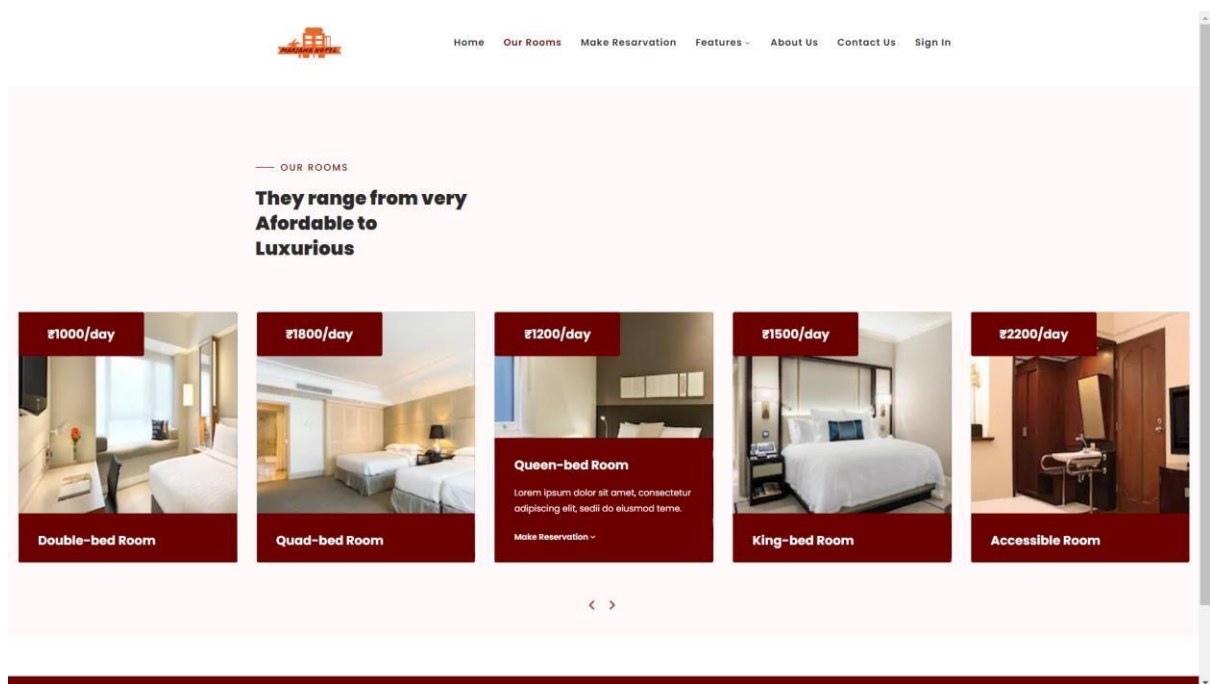 MARJANA HOTEL
Home Our Rooms Make Resarvation Features About Us Contact Us Sign In
OUR ROOMS
They range from very
Afordable to
Luxurious
₹1000/day
₹1800/day
₹1200/day
₹1500/day
₹2200/day
Queen-bed Room
Lorem ipsum dolor sit amet, consectetur
adipiscing elit, sedii do eiusmod teme.
Make Reservation
Double-bed Room
Quad-bed Room
King-bed Room
Accessible Room